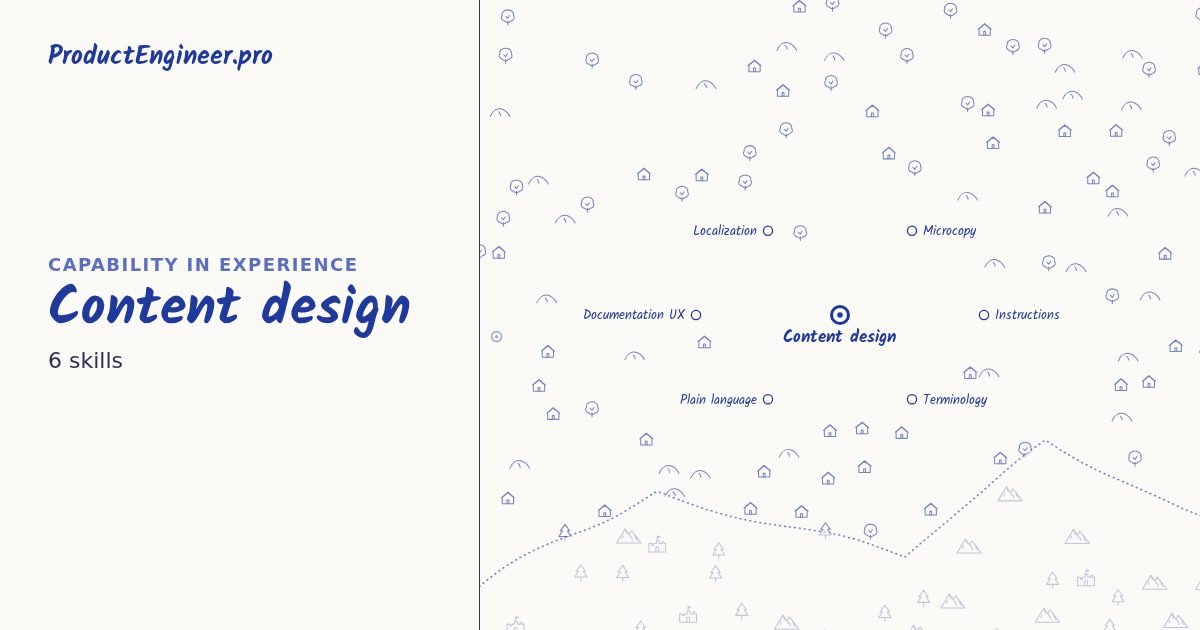 ProductEngineer.pro
CAPABILITY IN EXPERIENCE
Content design
6 skills
Localization
Microcopy
Documentation UX
Instructions
Content design
Plain language
Terminology